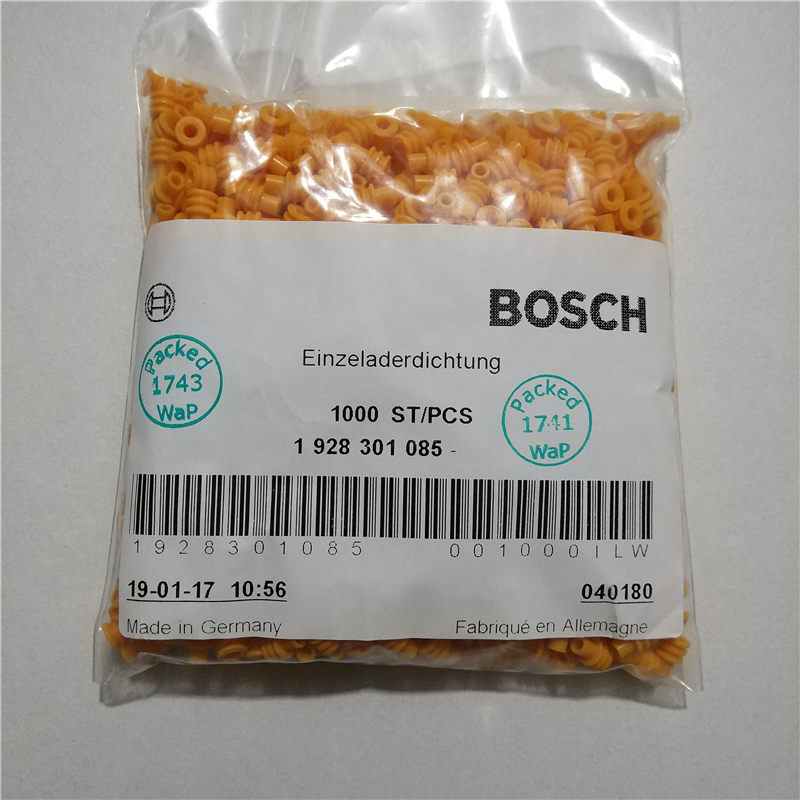 BOSCH
Packed
1743
WaP
Einzeladerdichtung
1000 ST/PCS
1 928 301 085 -
Packed
1741
WaP
1928301085 001000ILW
19-01-17 10:56 040180
Made in Germany Fabriqué en Allemagne